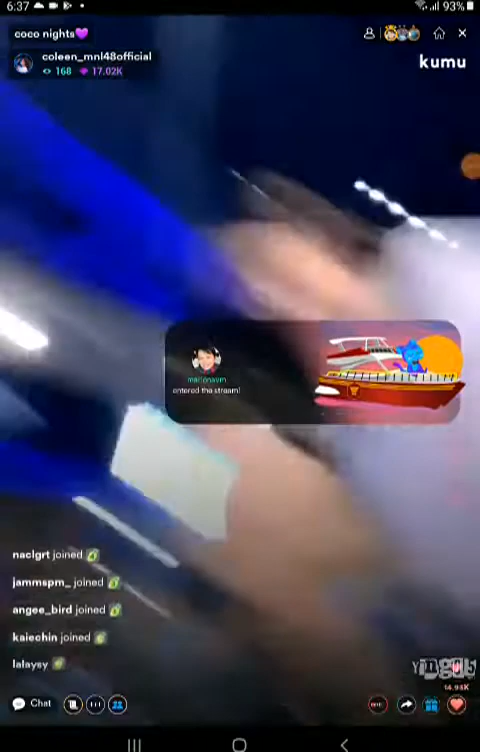 6:37
93%
coco nights💜
coleen_mnl48official
168 17.02K
kumu
entered the stream!
naclgrt joined
jammspm_ joined
angee_bird joined
kaiechin joined
lalaysy
14.93K
Chat